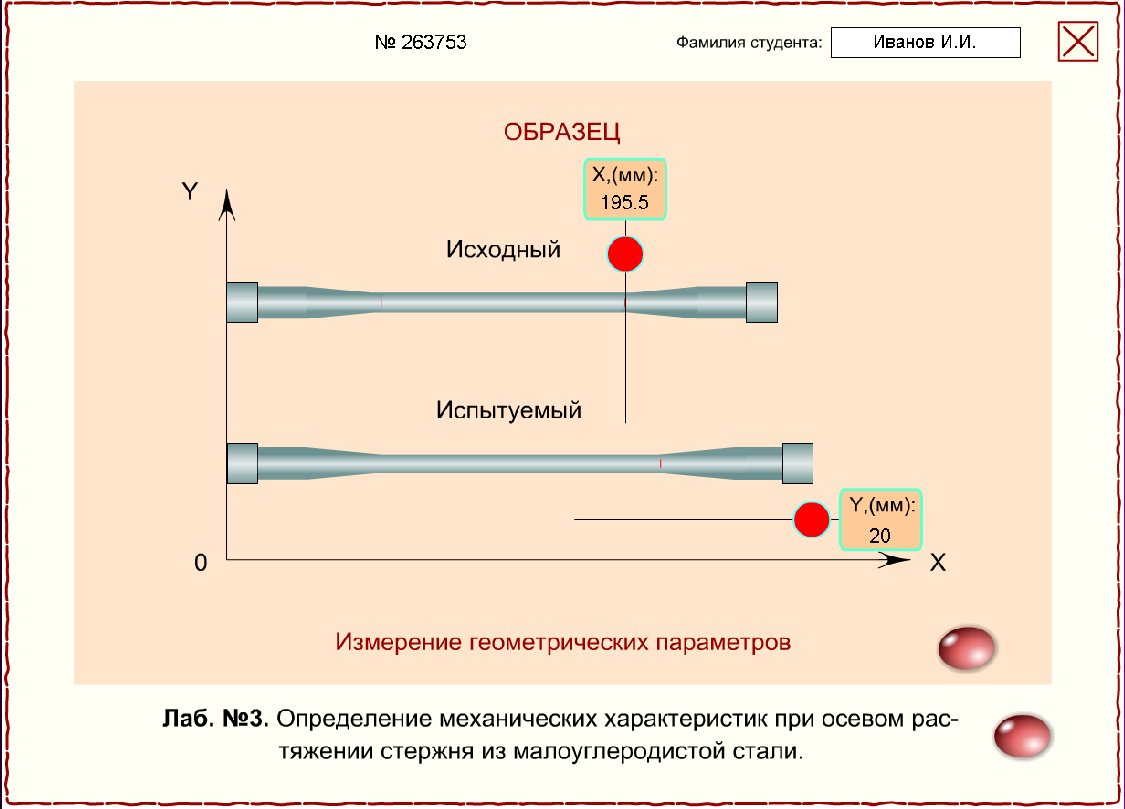 № 263753
Фамилия студента:
Иванов И.И.
ОБРАЗЕЦ
X,(мм):
195.5
Y
Исходный
Испытуемый
Y,(мм):
20
0
X
Измерение геометрических параметров
Лаб. №3. Определение механических характеристик при осевом рас-
тяжении стержня из малоуглеродистой стали.